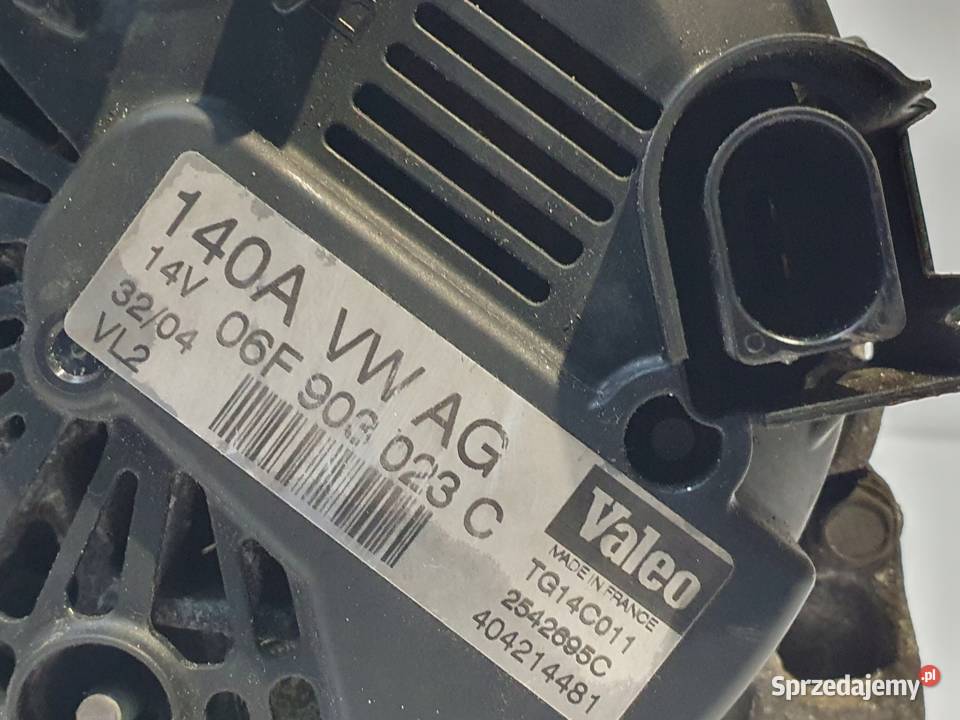 140A VW AG
14V 06F 903 023 C
32/04
VL2
Valeo
MADE IN FRANCE
TG14C011
2542695C
404214481
Sprzedajemy.pl